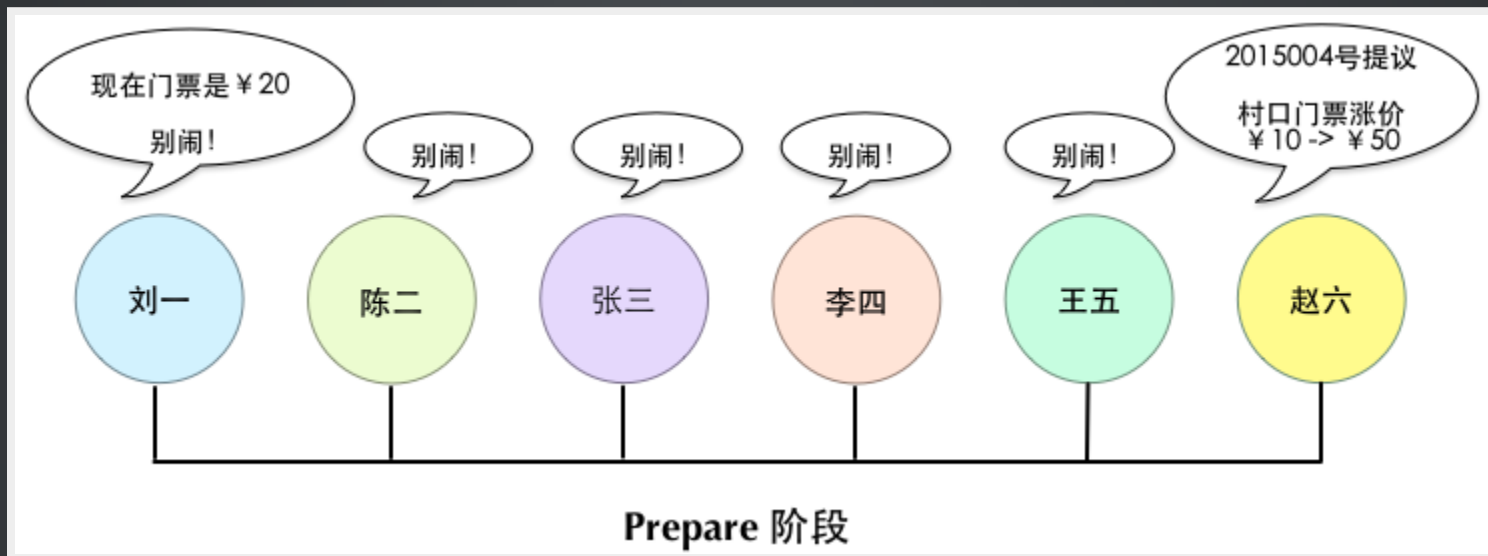 现在门票是￥20
别闹！
别闹！
别闹！
别闹！
别闹！
2015004号提议
村口门票涨价
￥10 -> ￥50
刘一
陈二
张三
李四
王五
赵六
Prepare 阶段